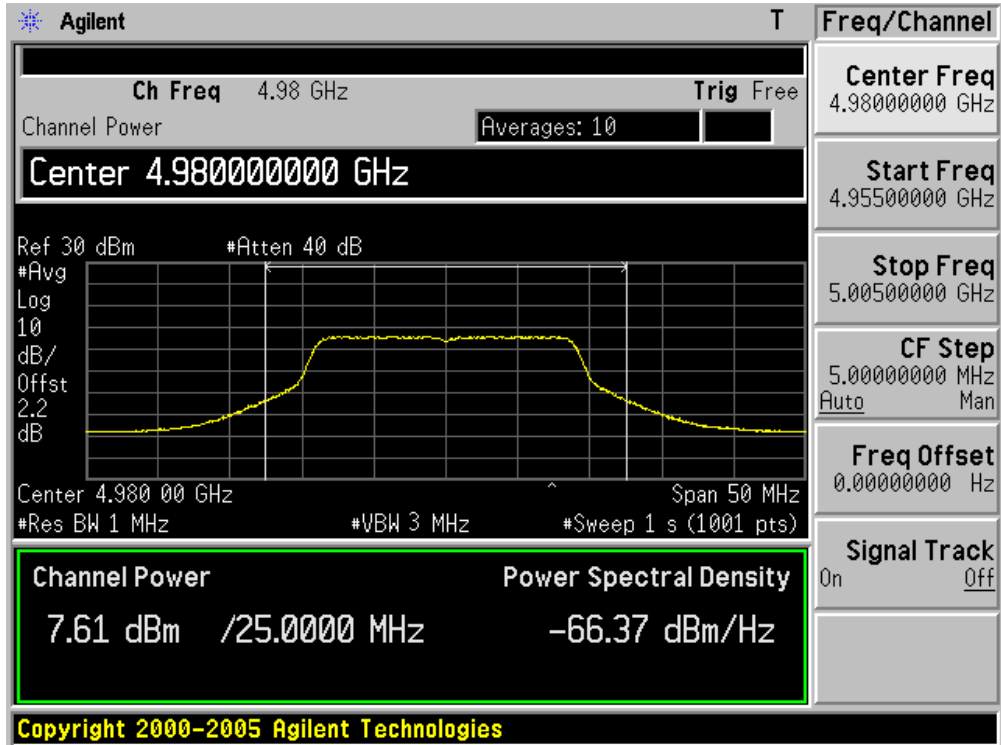 Agilent T Freq/Channel
Ch Freq 4.98 GHz Trig Free
Channel Power Averages: 10
Center 4.980000000 GHz
Ref 30 dBm #Atten 40 dB
#Avg
Log
10
dB/
Offst
2.2
dB
Center 4.980 00 GHz Span 50 MHz
#Res BW 1 MHz #VBW 3 MHz #Sweep 1 s (1001 pts)
Channel Power Power Spectral Density
7.61 dBm /25.0000 MHz -66.37 dBm/Hz
Center Freq
4.98000000 GHz
Start Freq
4.95500000 GHz
Stop Freq
5.00500000 GHz
CF Step
5.00000000 MHz
Auto Man
Freq Offset
0.00000000 Hz
Signal Track
On Off
Copyright 2000-2005 Agilent Technologies